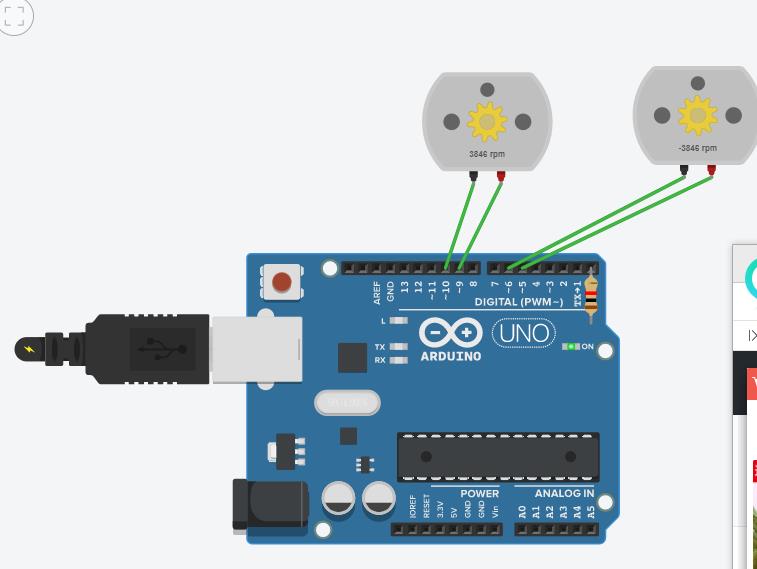 3846 rpm
-3846 rpm
AREF
GND
13
12
~11
~10
~9
8
7
~6
~5
4
~3
2
TX→1
DIGITAL (PWM~)
L
TX
RX
ARDUINO
UNO
ON
POWER
ANALOG IN
IOREF
RESET
3.3V
5V
GND
GND
Vin
A0
A1
A2
A3
A4
A5